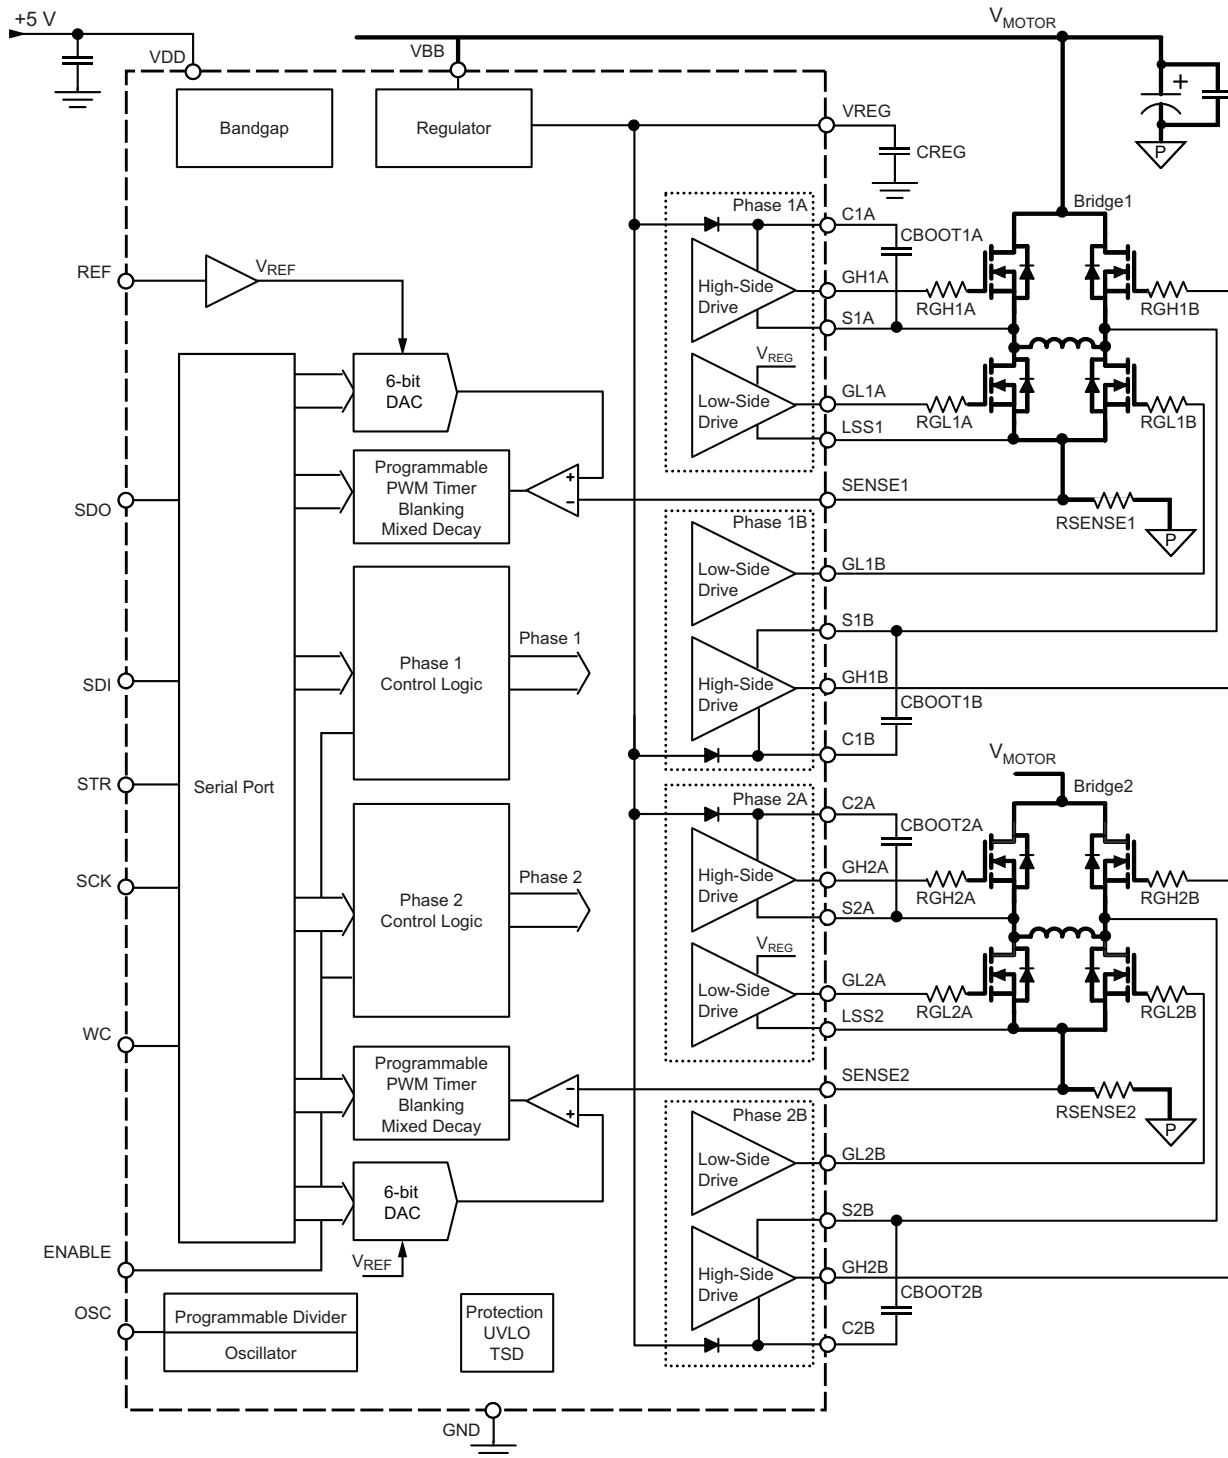 +5 V
VDD
VBB
VMOTOR
+
P
Bandgap
Regulator
VREG
CREG
Phase 1A
C1A
CBOOT1A
Bridge1
REF
VREF
High-Side
Drive
GH1A
RGH1A
RGH1B
S1A
VREG
6-bit
DAC
Low-Side
Drive
GL1A
RGL1A
RGL1B
LSS1
Programmable
PWM Timer
Blanking
Mixed Decay
+
–
SENSE1
RSENSE1
P
SDO
Phase 1B
Low-Side
Drive
GL1B
S1B
Phase 1
Control Logic
Phase 1
SDI
High-Side
Drive
GH1B
CBOOT1B
C1B
STR
Serial Port
VMOTOR
Bridge2
Phase 2A
C2A
CBOOT2A
SCK
Phase 2
Control Logic
Phase 2
High-Side
Drive
GH2A
RGH2A
RGH2B
S2A
VREG
Low-Side
Drive
GL2A
RGL2A
RGL2B
LSS2
WC
Programmable
PWM Timer
Blanking
Mixed Decay
–
+
SENSE2
RSENSE2
P
Phase 2B
Low-Side
Drive
GL2B
6-bit
DAC
S2B
ENABLE
VREF
High-Side
Drive
GH2B
CBOOT2B
C2B
OSC
Programmable Divider
Oscillator
Protection
UVLO
TSD
GND